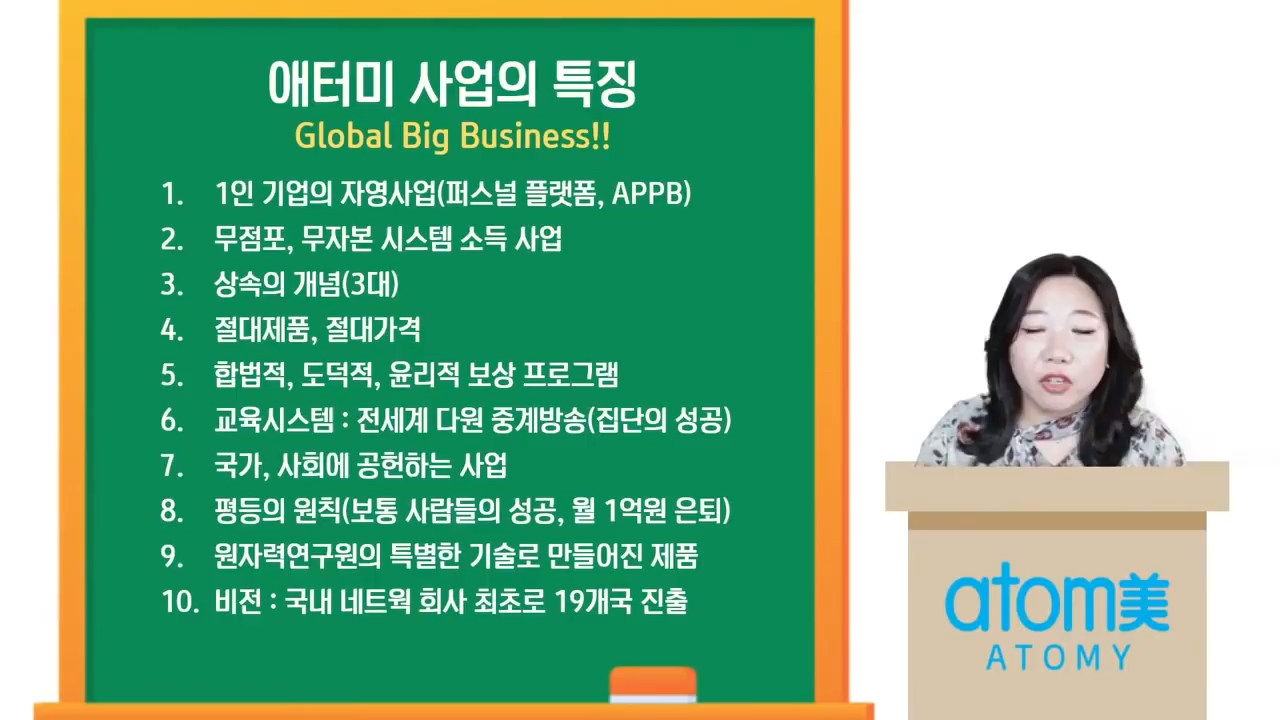 애터미 사업의 특징
Global Big Business!!
1. 1인 기업의 자영사업(퍼스널 플랫폼, APPB)
2. 무점포, 무자본 시스템 소득 사업
3. 상속의 개념(3대)
4. 절대제품, 절대가격
5. 합법적, 도덕적, 윤리적 보상 프로그램
6. 교육시스템 : 전세계 다원 중계방송(집단의 성공)
7. 국가, 사회에 공헌하는 사업
8. 평등의 원칙(보통 사람들의 성공, 월 1억원 은퇴)
9. 원자력연구원의 특별한 기술로 만들어진 제품
10. 비전 : 국내 네트웍 회사 최초로 19개국 진출
atom美
ATOMY